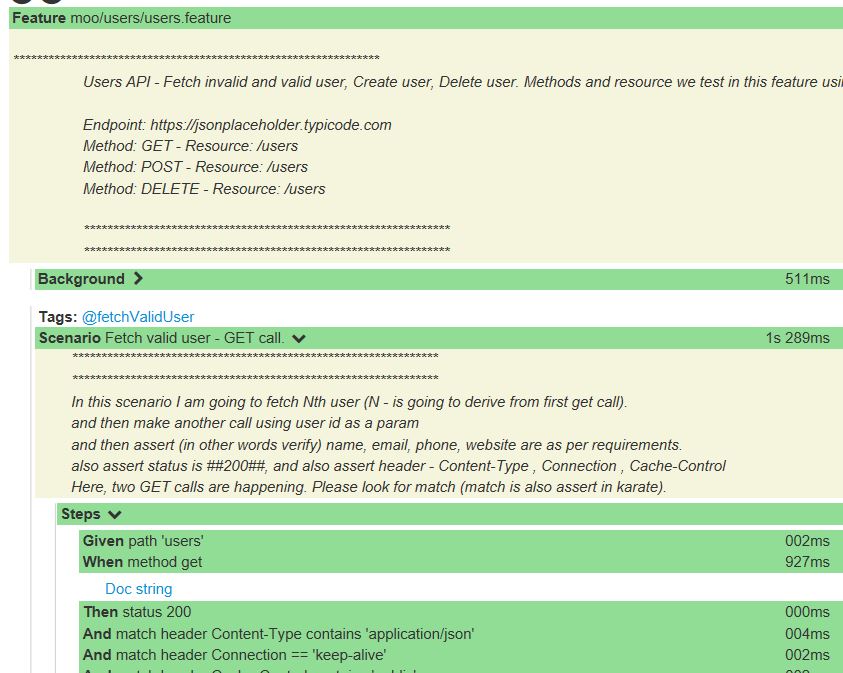 Feature moo/users/users.feature
***************************************************************
Users API - Fetch invalid and valid user, Create user, Delete user. Methods and resource we test in this feature
Endpoint: https://jsonplaceholder.typicode.com
Method: GET - Resource: /users
Method: POST - Resource: /users
Method: DELETE - Resource: /users
***************************************************************
***************************************************************
Background 511ms
Tags: @fetchValidUser
Scenario Fetch valid user - GET call. 1s 289ms
***************************************************************
***************************************************************
In this scenario I am going to fetch Nth user (N - is going to derive from first get call).
and then make another call using user id as a param
and then assert (in other words verify) name, email, phone, website are as per requirements.
also assert status is ##200##, and also assert header - Content-Type , Connection , Cache-Control
Here, two GET calls are happening. Please look for match (match is also assert in karate).
Steps
Given path 'users' 002ms
When method get 927ms
Doc string
Then status 200 000ms
And match header Content-Type contains 'application/json' 004ms
And match header Connection == 'keep-alive' 002ms